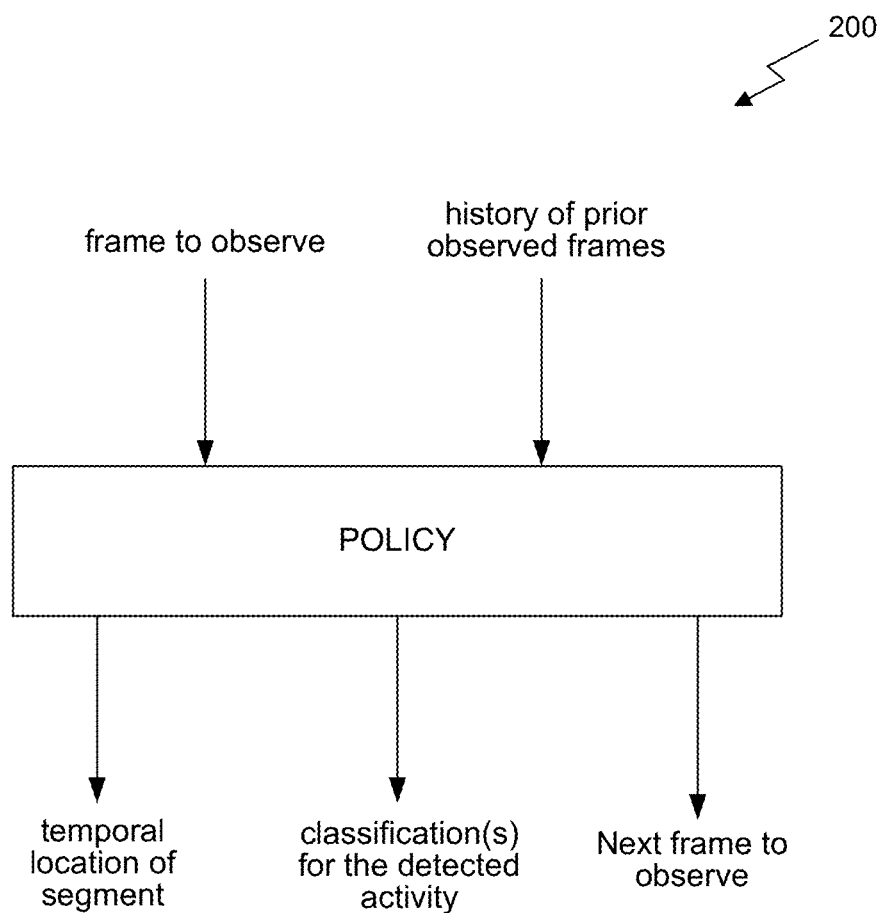 200
frame to observe
history of prior
observed frames
POLICY
temporal
location of
segment
classification(s)
for the detected
activity
Next frame to
observe